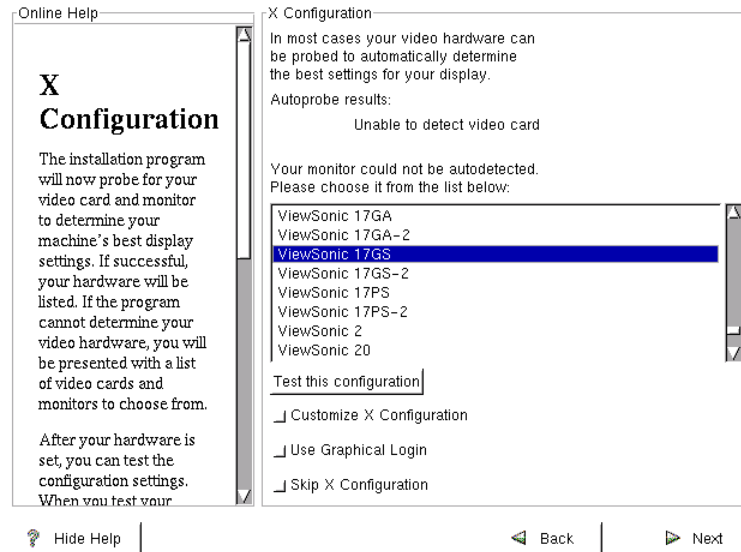 Online Help
X
Configuration
The installation program
will now probe for your
video card and monitor
to determine your
machine's best display
settings. If successful,
your hardware will be
listed. If the program
cannot determine your
video hardware, you will
be presented with a list
of video cards and
monitors to choose from.
After your hardware is
set, you can test the
configuration settings.
When you test your
X Configuration
In most cases your video hardware can
be probed to automatically determine
the best settings for your display.
Autoprobe results:
Unable to detect video card
Your monitor could not be autodetected.
Please choose it from the list below:
ViewSonic 17GA
ViewSonic 17GA-2
ViewSonic 17GS
ViewSonic 17GS-2
ViewSonic 17PS
ViewSonic 17PS-2
ViewSonic 2
ViewSonic 20
Test this configuration
Customize X Configuration
Use Graphical Login
Skip X Configuration
Hide Help
Back
Next